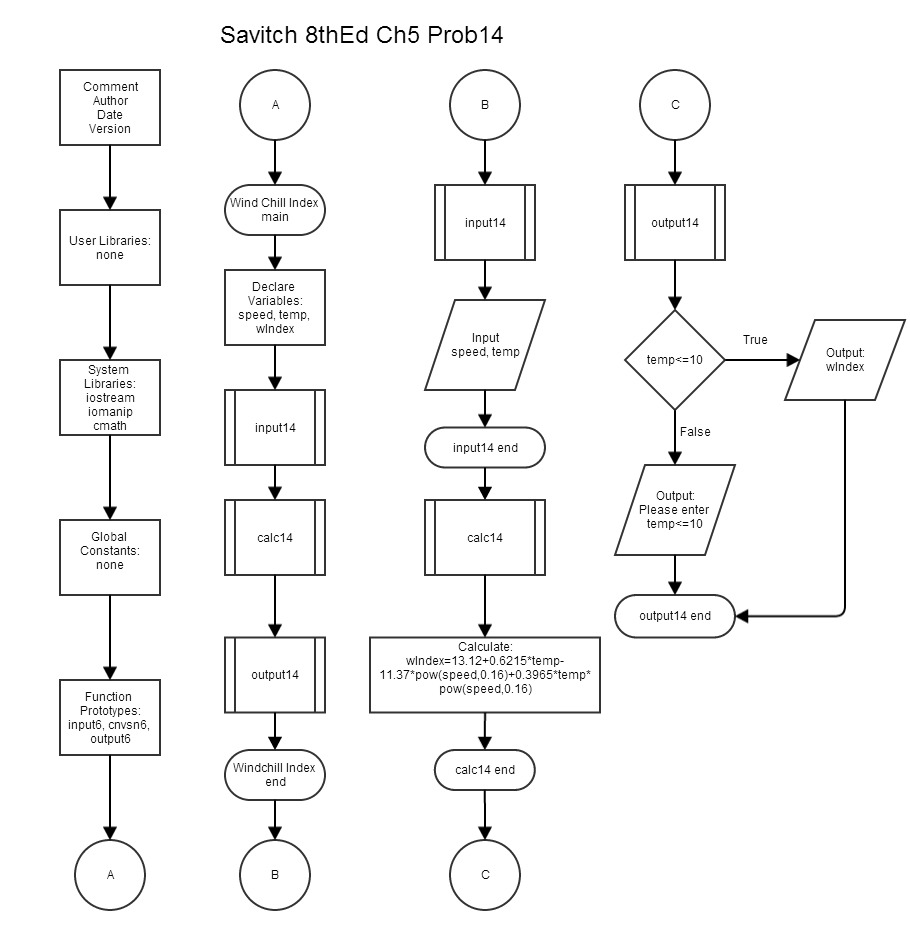 Savitch 8thEd Ch5 Prob14
Comment
Author
Date
Version
User Libraries:
none
System
Libraries:
iostream
iomanip
cmath
Global
Constants:
none
Function
Prototypes:
input6, cnvsn6,
output6
A
A
Wind Chill Index
main
Declare
Variables:
speed, temp,
wIndex
input14
calc14
output14
Windchill Index
end
B
B
input14
Input
speed, temp
input14 end
calc14
Calculate:
wIndex=13.12+0.6215*temp-
11.37*pow(speed,0.16)+0.3965*temp*
pow(speed,0.16)
calc14 end
C
C
output14
temp<=10
True
Output:
wIndex
False
Output:
Please enter
temp<=10
output14 end